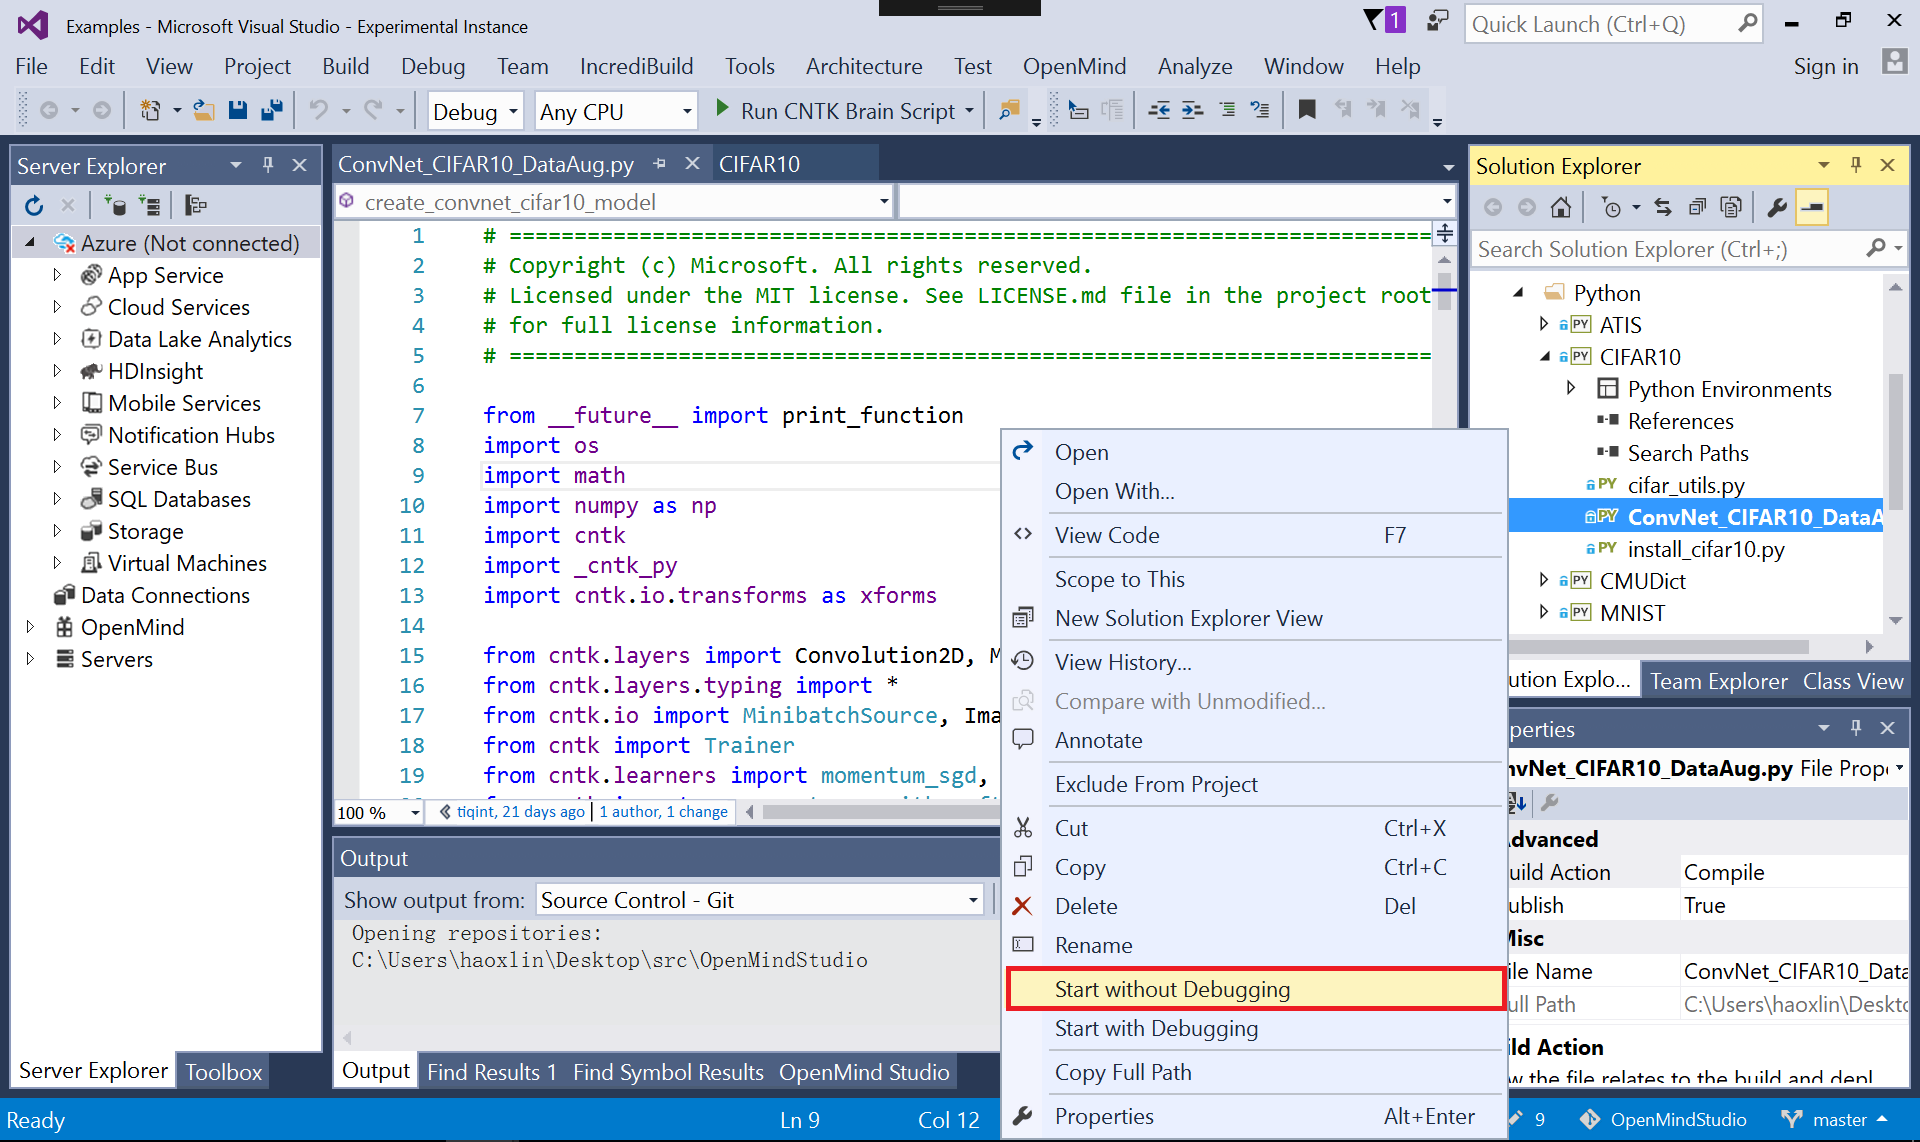 Examples - Microsoft Visual Studio - Experimental Instance
1
Quick Launch (Ctrl+Q)
File Edit View Project Build Debug Team IncrediBuild Tools Architecture Test OpenMind Analyze Window Help
Sign in
Debug
Any CPU
Run CNTK Brain Script
Server Explorer
Azure (Not connected)
App Service
Cloud Services
Data Lake Analytics
HDInsight
Mobile Services
Notification Hubs
Service Bus
SQL Databases
Storage
Virtual Machines
Data Connections
OpenMind
Servers
Server Explorer
Toolbox
ConvNet_CIFAR10_DataAug.py
CIFAR10
create_convnet_cifar10_model
1 # =======================================================================
2 # Copyright (c) Microsoft. All rights reserved.
3 # Licensed under the MIT license. See LICENSE.md file in the project root
4 # for full license information.
5 # =======================================================================
6
7 from __future__ import print_function
8 import os
9 import math
10 import numpy as np
11 import cntk
12 import _cntk_py
13 import cntk.io.transforms as xforms
14
15 from cntk.layers import Convolution2D, M
16 from cntk.layers.typing import *
17 from cntk.io import MinibatchSource, Ima
18 from cntk import Trainer
19 from cntk.learners import momentum_sgd,
100 %
tiqint, 21 days ago | 1 author, 1 change
Output
Show output from: Source Control - Git
Opening repositories:
C:\Users\haoxlin\Desktop\src\OpenMindStudio
Output
Find Results 1
Find Symbol Results
OpenMind Studio
Open
Open With...
View Code F7
Scope to This
New Solution Explorer View
View History...
Compare with Unmodified...
Annotate
Exclude From Project
Cut Ctrl+X
Copy Ctrl+C
Delete Del
Rename
Start without Debugging
Start with Debugging
Copy Full Path
Properties Alt+Enter
Solution Explorer
Search Solution Explorer (Ctrl+;)
Python
PY ATIS
PY CIFAR10
Python Environments
References
Search Paths
PY cifar_utils.py
PY ConvNet_CIFAR10_DataA
PY install_cifar10.py
PY CMUDict
PY MNIST
ution Explo...
Team Explorer
Class View
perties
nvNet_CIFAR10_DataAug.py File Prope
dvanced
uild Action Compile
ublish True
Misc
ile Name ConvNet_CIFAR10_Data
ull Path C:\Users\haoxlin\Deskto
ild Action
w the file relates to the build and depl
Ready
Ln 9
Col 12
9
OpenMindStudio
master